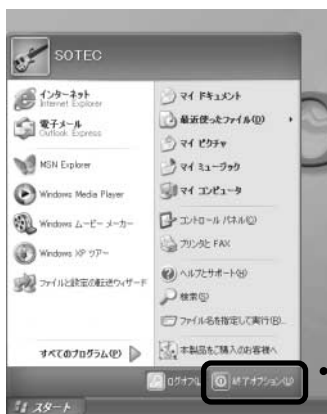 SOTEC
インターネット
Internet Explorer
電子メール
Outlook Express
MSN Explorer
Windows Media Player
Windows ムービー メーカー
Windows XP ツアー
ファイルと設定の転送ウィザード
すべてのプログラム(P)
マイ ドキュメント
最近使ったファイル(D)
マイ ピクチャ
マイ ミュージック
マイ コンピュータ
コントロール パネル(C)
プリンタと FAX
ヘルプとサポート(H)
検索(S)
ファイル名を指定して実行(R)...
本製品をご購入のお客様へ
ログオフ(L)
終了オプション(U)
スタート